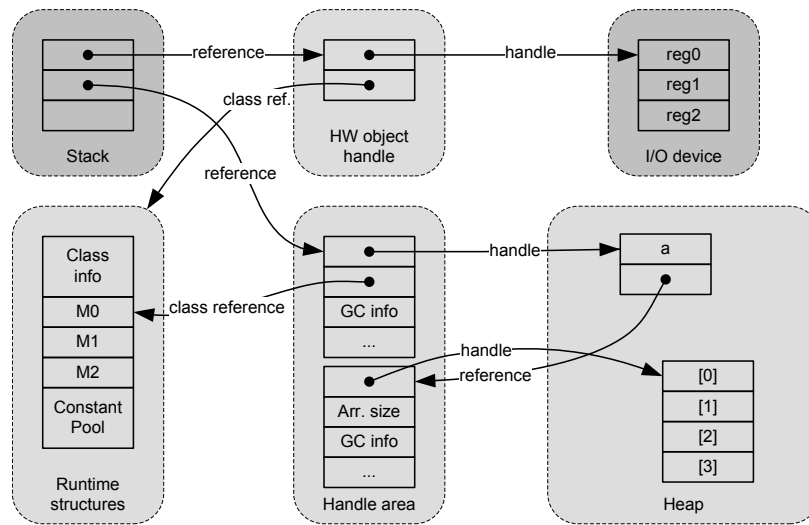 reference
handle
reg0
reg1
reg2
class ref.
Stack
HW object
handle
I/O device
reference
Class
info
M0
M1
M2
Constant
Pool
Runtime
structures
class reference
GC info
...
Arr. size
GC info
...
Handle area
handle
a
handle
reference
[0]
[1]
[2]
[3]
Heap